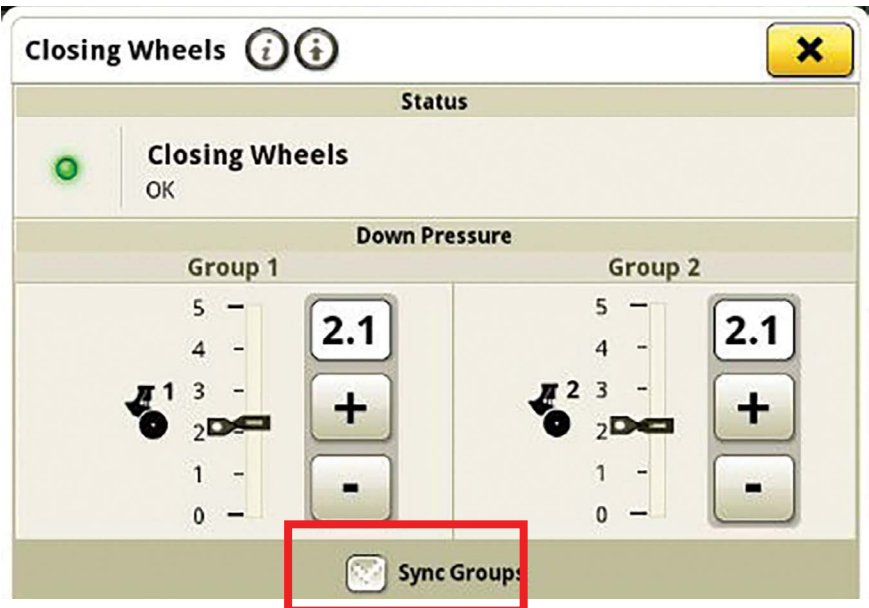 Closing Wheels
Status
Closing Wheels
OK
Down Pressure
Group 1 Group 2
5 2.1 5 2.1
4 4
1 3 + 2 3 +
2 2
1 - 1 -
0 0
Sync Groups